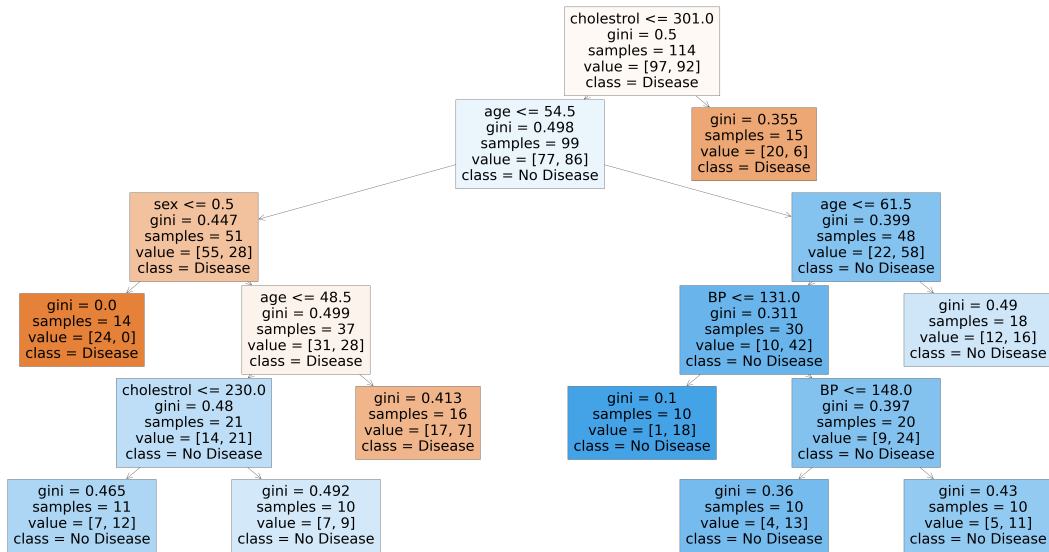 cholestrol <= 301.0
gini = 0.5
samples = 114
value = [97, 92]
class = Disease
age <= 54.5
gini = 0.498
samples = 99
value = [77, 86]
class = No Disease
gini = 0.355
samples = 15
value = [20, 6]
class = Disease
sex <= 0.5
gini = 0.447
samples = 51
value = [55, 28]
class = Disease
age <= 61.5
gini = 0.399
samples = 48
value = [22, 58]
class = No Disease
gini = 0.0
samples = 14
value = [24, 0]
class = Disease
age <= 48.5
gini = 0.499
samples = 37
value = [31, 28]
class = Disease
BP <= 131.0
gini = 0.311
samples = 30
value = [10, 42]
class = No Disease
gini = 0.49
samples = 18
value = [12, 16]
class = No Disease
cholestrol <= 230.0
gini = 0.48
samples = 21
value = [14, 21]
class = No Disease
gini = 0.413
samples = 16
value = [17, 7]
class = Disease
gini = 0.1
samples = 10
value = [1, 18]
class = No Disease
BP <= 148.0
gini = 0.397
samples = 20
value = [9, 24]
class = No Disease
gini = 0.465
samples = 11
value = [7, 12]
class = No Disease
gini = 0.492
samples = 10
value = [7, 9]
class = No Disease
gini = 0.36
samples = 10
value = [4, 13]
class = No Disease
gini = 0.43
samples = 10
value = [5, 11]
class = No Disease